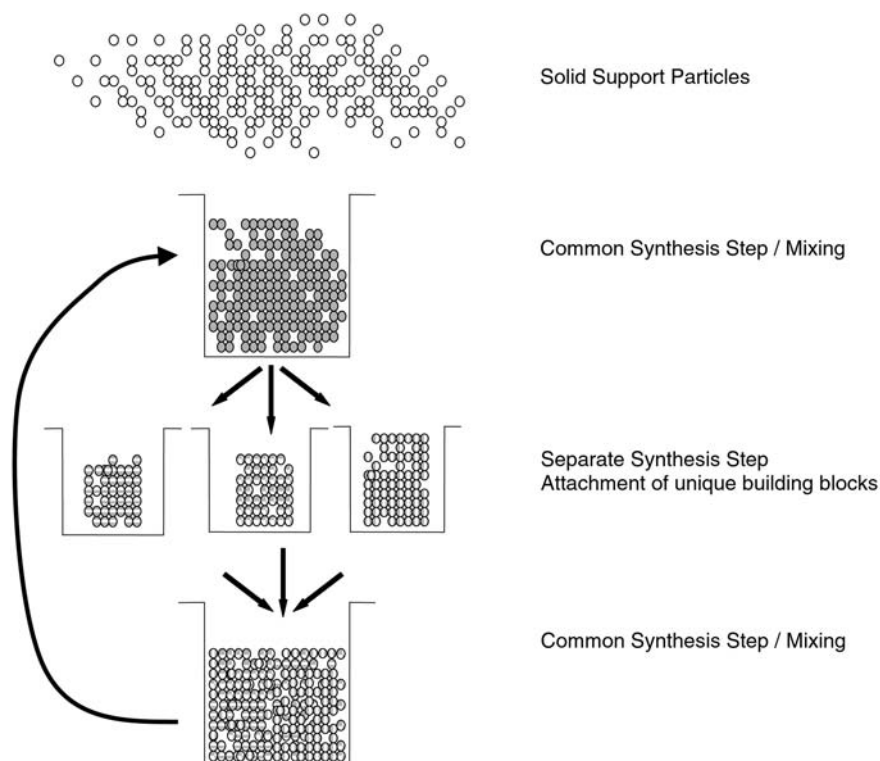 Solid Support Particles
Common Synthesis Step / Mixing
Separate Synthesis Step
Attachment of unique building blocks
Common Synthesis Step / Mixing